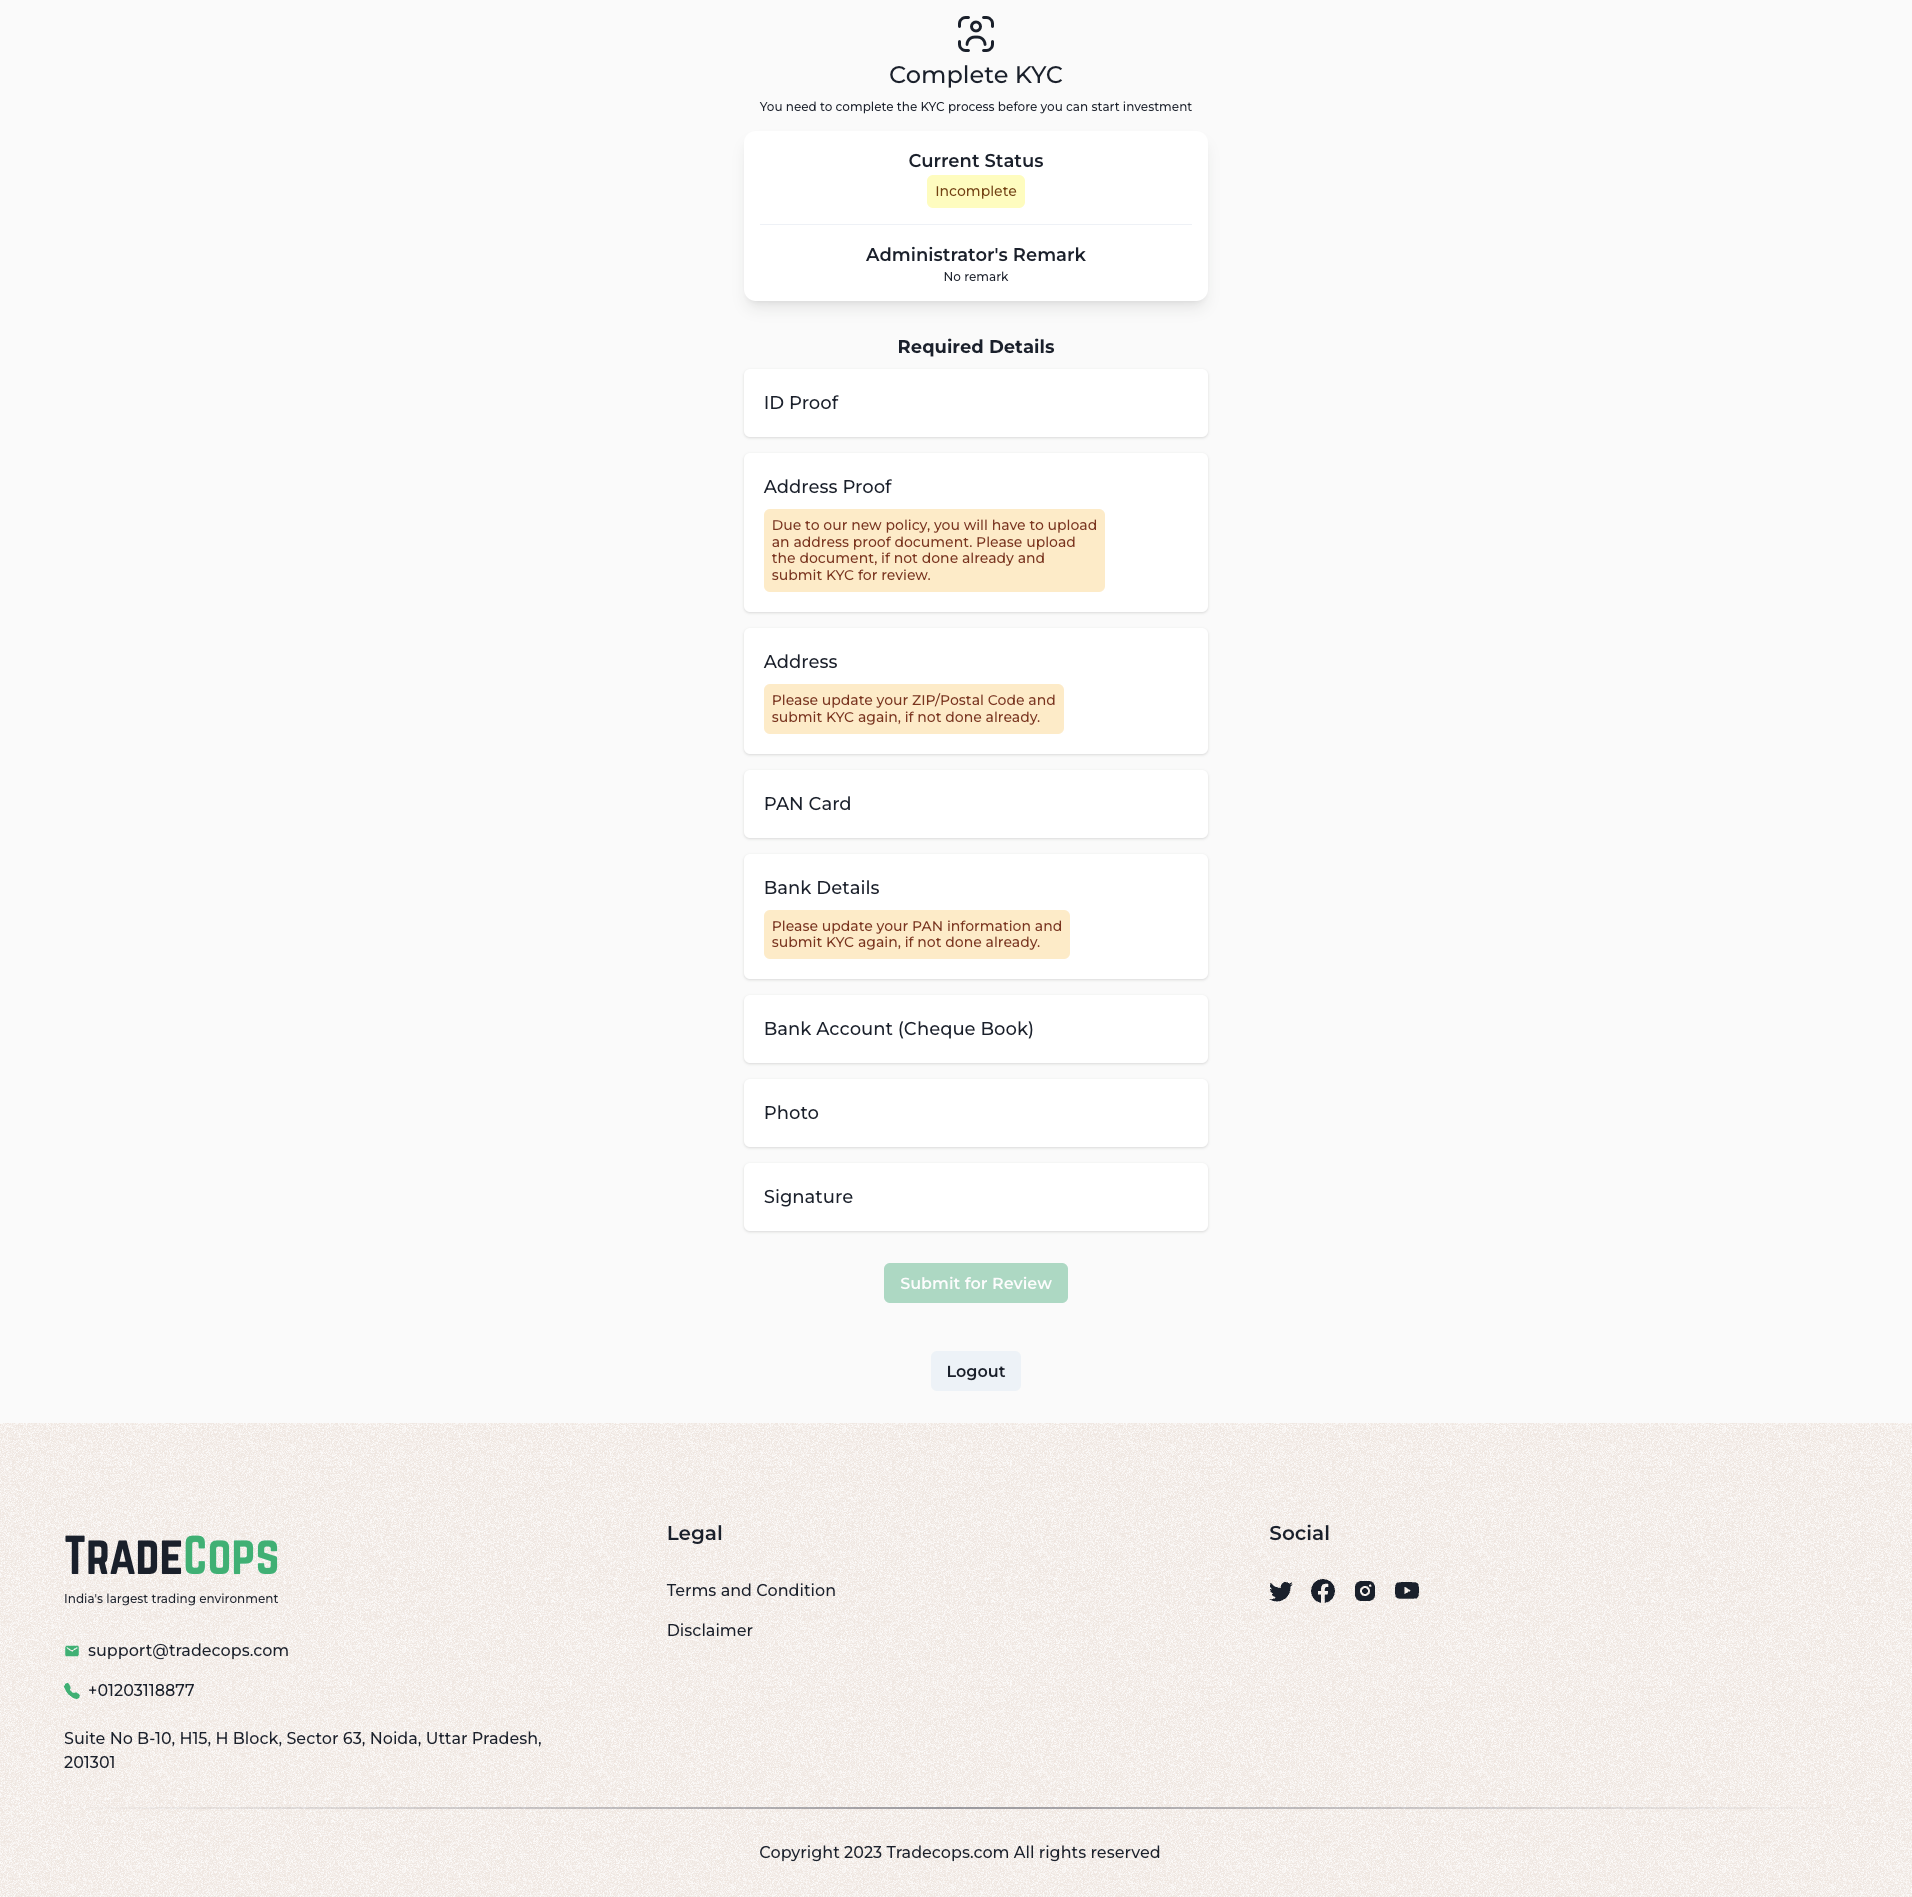 Complete KYC
You need to complete the KYC process before you can start investment
Current Status
Incomplete
Administrator's Remark
No remark
Required Details
ID Proof
Address Proof
Due to our new policy, you will have to upload
an address proof document. Please upload
the document, if not done already and
submit KYC for review.
Address
Please update your ZIP/Postal Code and
submit KYC again, if not done already.
PAN Card
Bank Details
Please update your PAN information and
submit KYC again, if not done already.
Bank Account (Cheque Book)
Photo
Signature
Submit for Review
Logout
TRADECOPS
India's largest trading environment
support@tradecops.com
+01203118877
Suite No B-10, H15, H Block, Sector 63, Noida, Uttar Pradesh,
201301
Legal
Terms and Condition
Disclaimer
Social
Copyright 2023 Tradecops.com All rights reserved